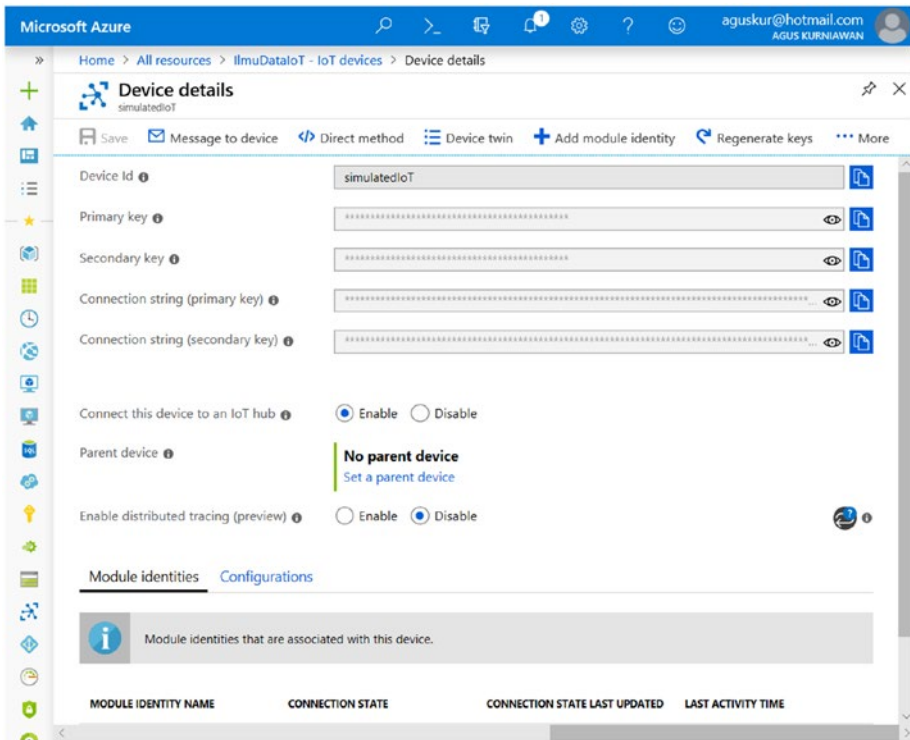 Microsoft Azure
1
aguskur@hotmail.com
AGUS KURNIAWAN
Home > All resources > IlmuDataIoT - IoT devices > Device details
Device details
simulatedIoT
Save Message to device Direct method Device twin Add module identity Regenerate keys More
Device Id
simulatedIoT
Primary key
Secondary key
Connection string (primary key)
Connection string (secondary key)
Connect this device to an IoT hub Enable Disable
Parent device
No parent device
Set a parent device
Enable distributed tracing (preview) Enable Disable
Module identities Configurations
Module identities that are associated with this device.
MODULE IDENTITY NAME CONNECTION STATE CONNECTION STATE LAST UPDATED LAST ACTIVITY TIME